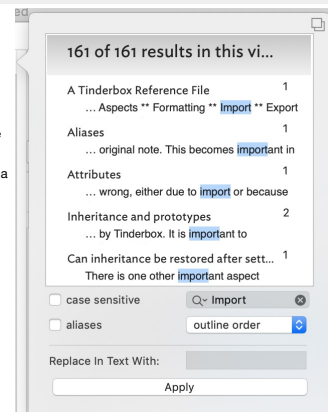 ed
161 of 161 results in this vi...
A Tinderbox Reference File 1
... Aspects ** Formatting ** Import ** Export
Aliases 1
... original note. This becomes important in
Attributes 1
... wrong, either due to import or because
Inheritance and prototypes 2
... by Tinderbox. It is important to
Can inheritance be restored after sett... 1
There is one other important aspect
a
case sensitive
Import
aliases
outline order
Replace In Text With:
Apply